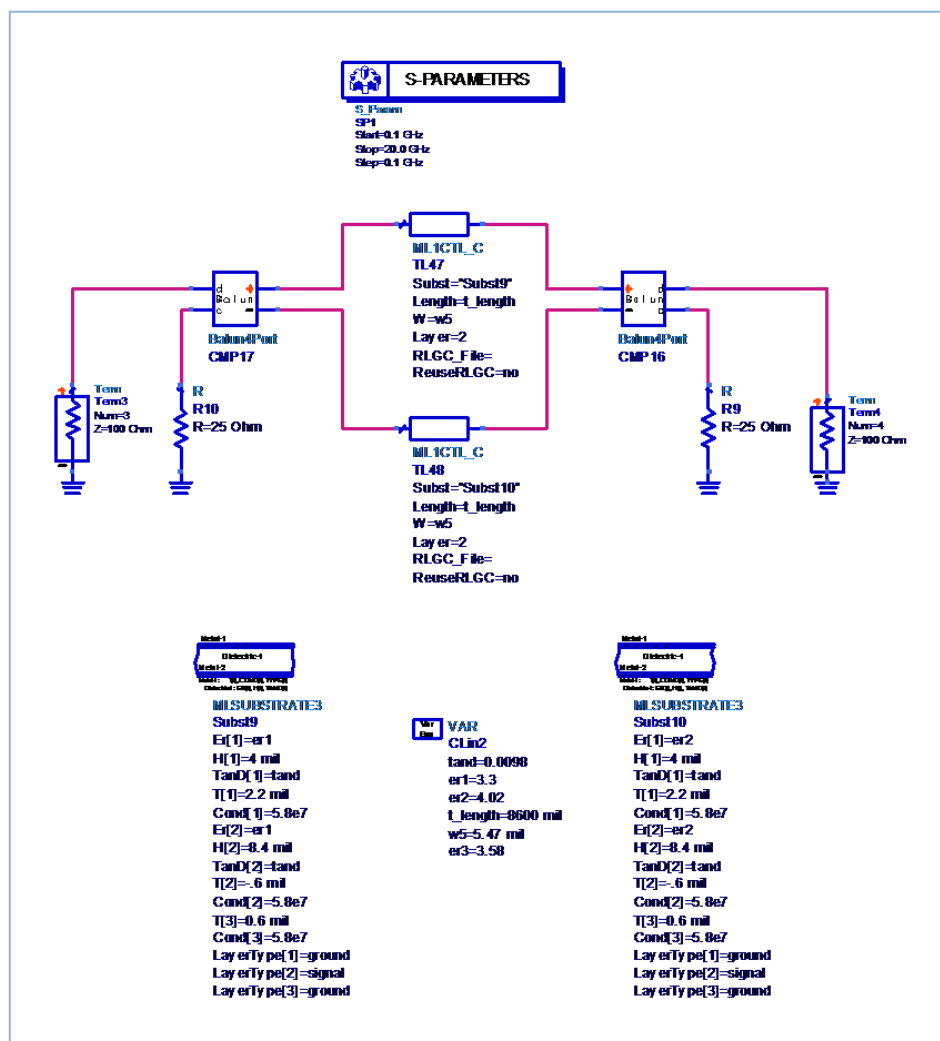 S-PARAMETERS
S_Param
SP1
Start=0.1 GHz
Stop=20.0 GHz
Step=0.1 GHz
ML1CTL_C
TL47
Subst="Subst9"
Length=t_length
W=w5
Layer=2
RLGC_File=
ReuseRLGC=no
d
c
Balun
+
-
Balun4Port
CMP17
+
-
Balun
d
c
Balun4Port
CMP16
+
Term
Term3
Num=3
Z=100 Ohm
-
R
R10
R=25 Ohm
R
R9
R=25 Ohm
+
Term
Term4
Num=4
Z=100 Ohm
-
ML1CTL_C
TL48
Subst="Subst10"
Length=t_length
W=w5
Layer=2
RLGC_File=
ReuseRLGC=no
Metal-1
Dielectric-1
Metal-2
MLSUBSTRATE3
Subst9
Er[1]=er1
H[1]=4 mil
TanD[1]=tand
T[1]=2.2 mil
Cond[1]=5.8e7
Er[2]=er1
H[2]=8.4 mil
TanD[2]=tand
T[2]=-.6 mil
Cond[2]=5.8e7
T[3]=0.6 mil
Cond[3]=5.8e7
LayerType[1]=ground
LayerType[2]=signal
LayerType[3]=ground
Var
Eqn
VAR
CLin2
tand=0.0098
er1=3.3
er2=4.02
t_length=8600 mil
w5=5.47 mil
er3=3.58
Metal-1
Dielectric-1
Metal-2
MLSUBSTRATE3
Subst10
Er[1]=er2
H[1]=4 mil
TanD[1]=tand
T[1]=2.2 mil
Cond[1]=5.8e7
Er[2]=er2
H[2]=8.4 mil
TanD[2]=tand
T[2]=-.6 mil
Cond[2]=5.8e7
T[3]=0.6 mil
Cond[3]=5.8e7
LayerType[1]=ground
LayerType[2]=signal
LayerType[3]=ground